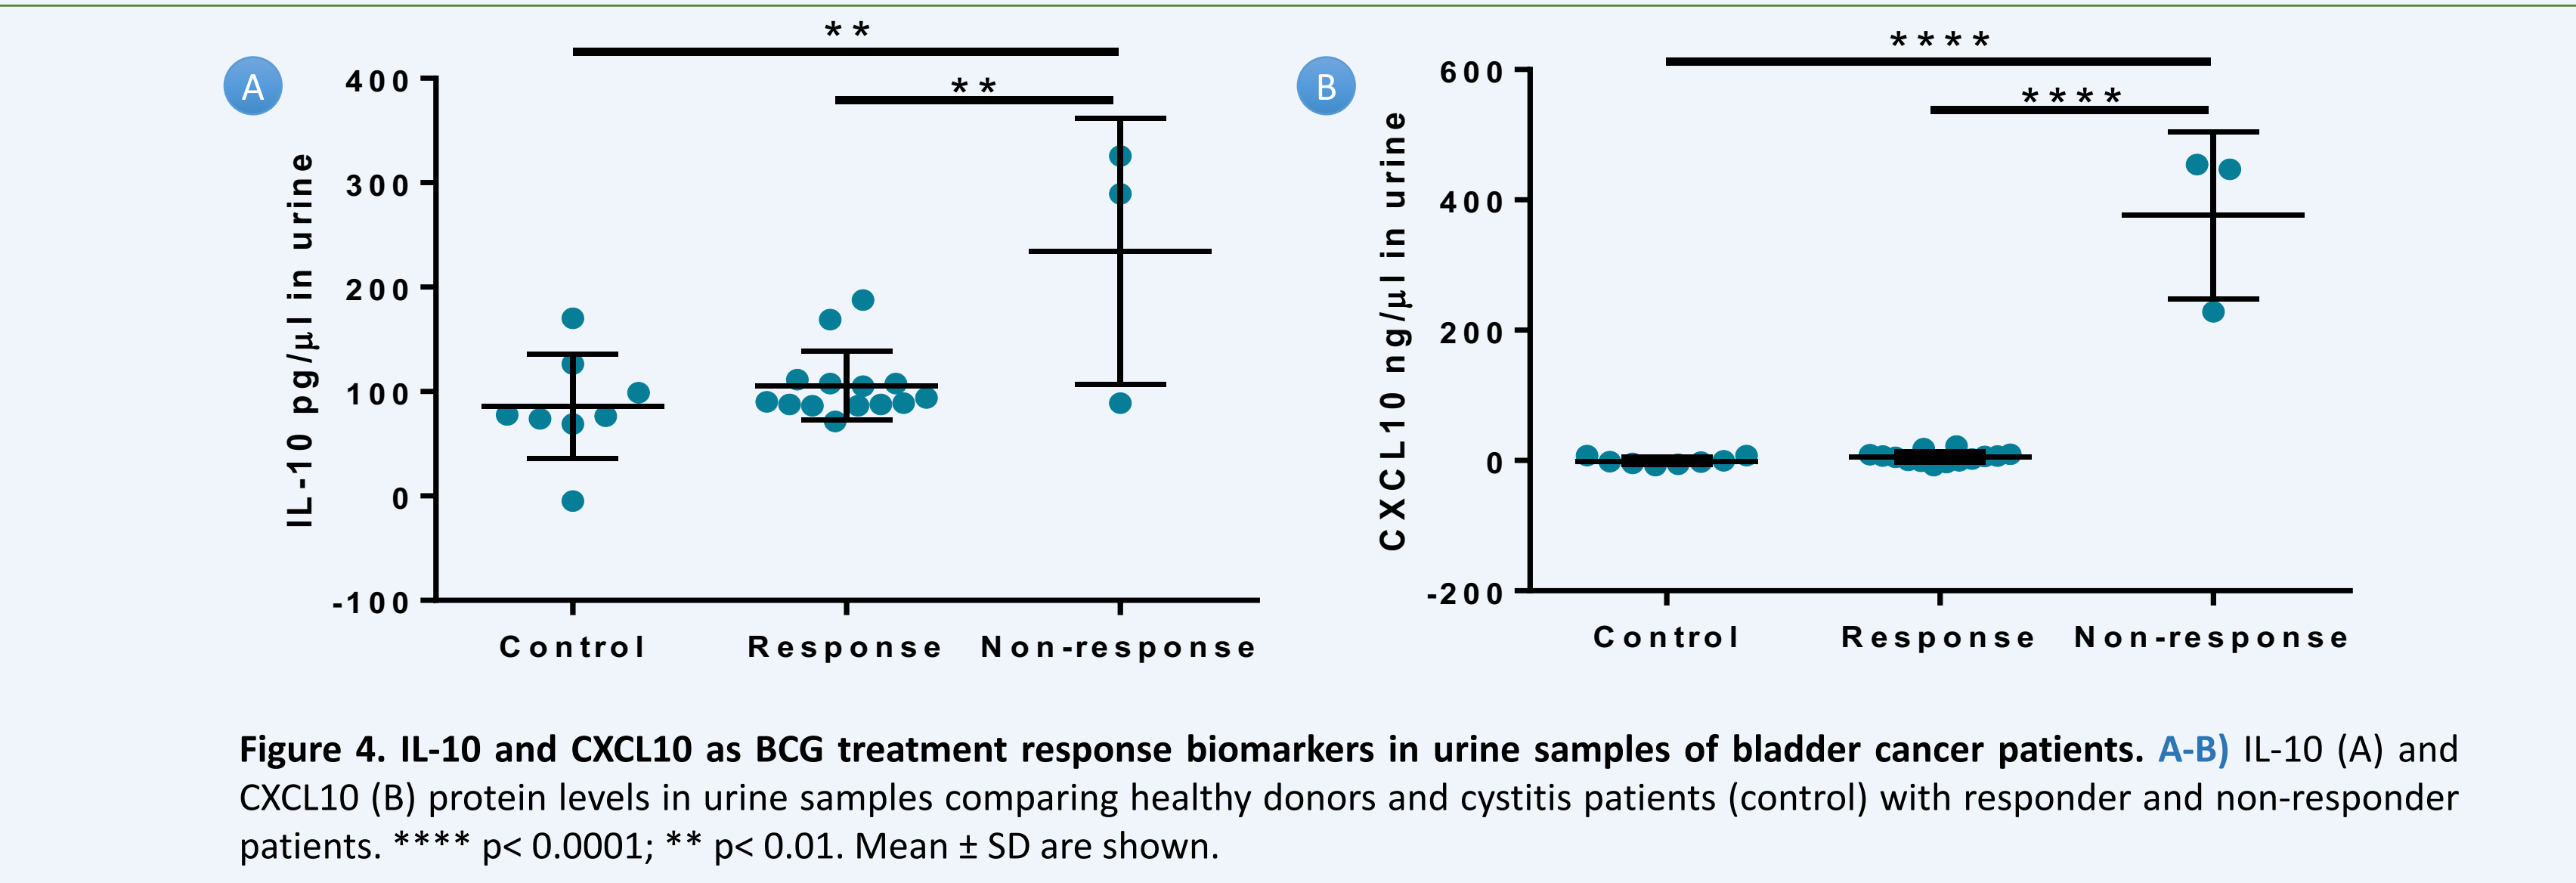 A
**
**
400
300
200
100
0
-100
IL-10 pg/μl in urine
Control Response Non-response
B
****
****
600
400
200
0
-200
CXCL10 ng/μl in urine
Control Response Non-response
Figure 4. IL-10 and CXCL10 as BCG treatment response biomarkers in urine samples of bladder cancer patients. A-B) IL-10 (A) and
CXCL10 (B) protein levels in urine samples comparing healthy donors and cystitis patients (control) with responder and non-responder
patients. **** p< 0.0001; ** p< 0.01. Mean ± SD are shown.